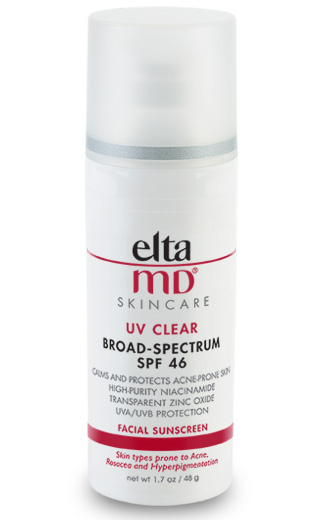 elta
MD®
SKINCARE
UV CLEAR
BROAD-SPECTRUM
SPF 46
CALMS AND PROTECTS ACNE-PRONE SKIN
HIGH-PURITY NIACINAMIDE
TRANSPARENT ZINC OXIDE
UVA/UVB PROTECTION
FACIAL SUNSCREEN
Skin types prone to Acne,
Rosacea and Hyperpigmentation
net wt 1.7 oz / 48 g